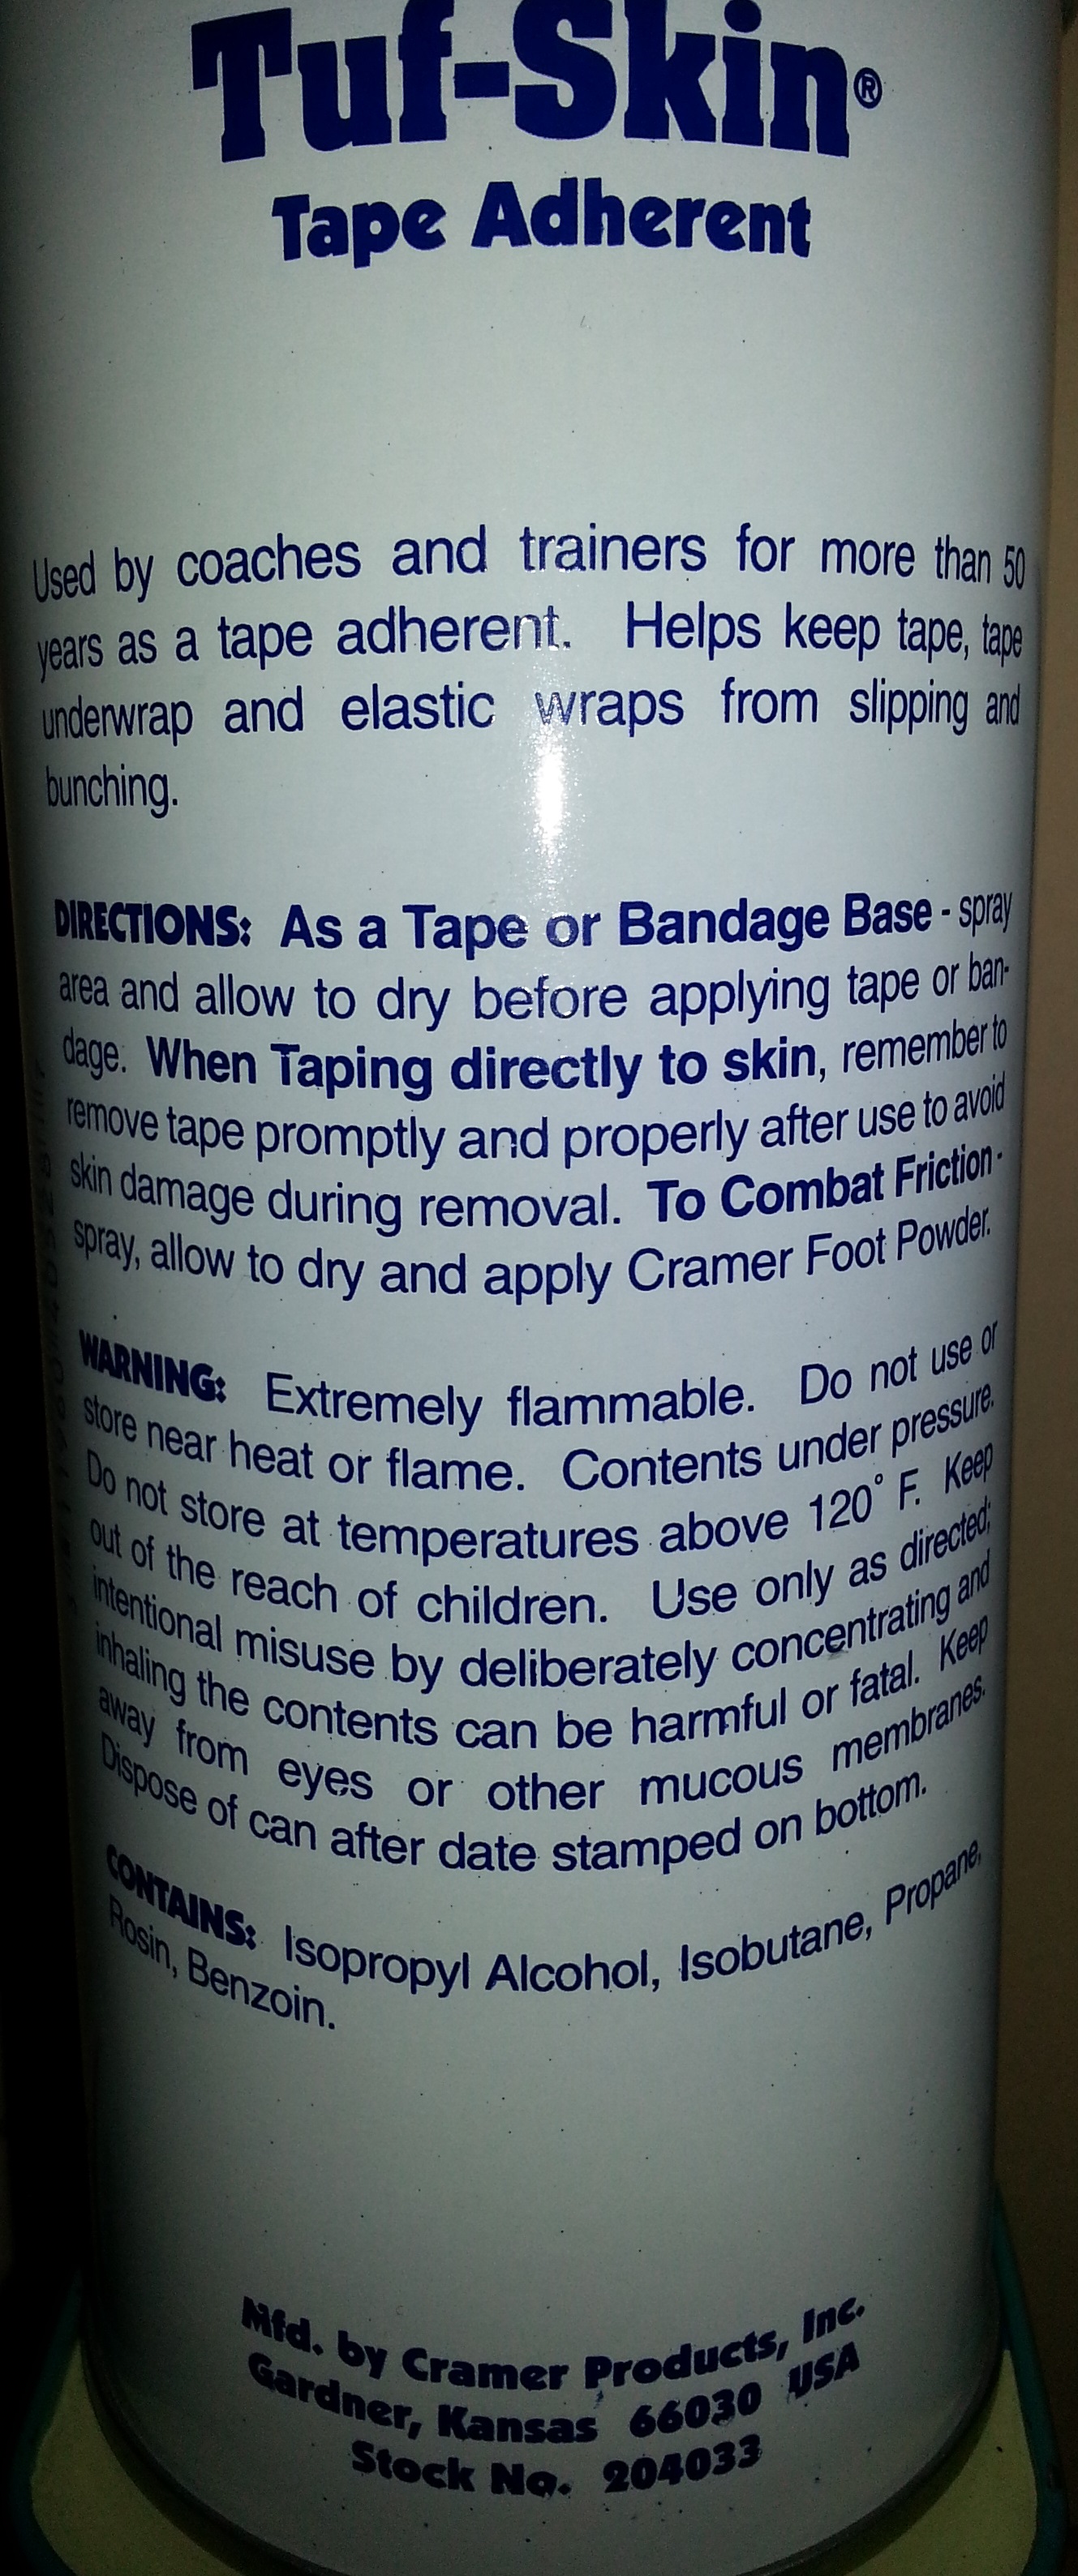 Tuf-Skin®
Tape Adherent
Used by coaches and trainers for more than 50
years as a tape adherent. Helps keep tape, tape
underwrap and elastic wraps from slipping and
bunching.
DIRECTIONS: As a Tape or Bandage Base - spray
area and allow to dry before applying tape or ban-
dage. When Taping directly to skin, remember to
remove tape promptly and properly after use to avoid
skin damage during removal. To Combat Friction -
spray, allow to dry and apply Cramer Foot Powder.
WARNING: Extremely flammable. Do not use or
store near heat or flame. Contents under pressure.
Do not store at temperatures above 120° F. Keep
out of the reach of children. Use only as directed;
intentional misuse by deliberately concentrating and
inhaling the contents can be harmful or fatal. Keep
away from eyes or other mucous membranes.
Dispose of can after date stamped on bottom.
CONTAINS: Isopropyl Alcohol, Isobutane, Propane,
Rosin, Benzoin.
Mfd. by Cramer Products, Inc.
Gardner, Kansas 66030 USA
Stock No. 204033